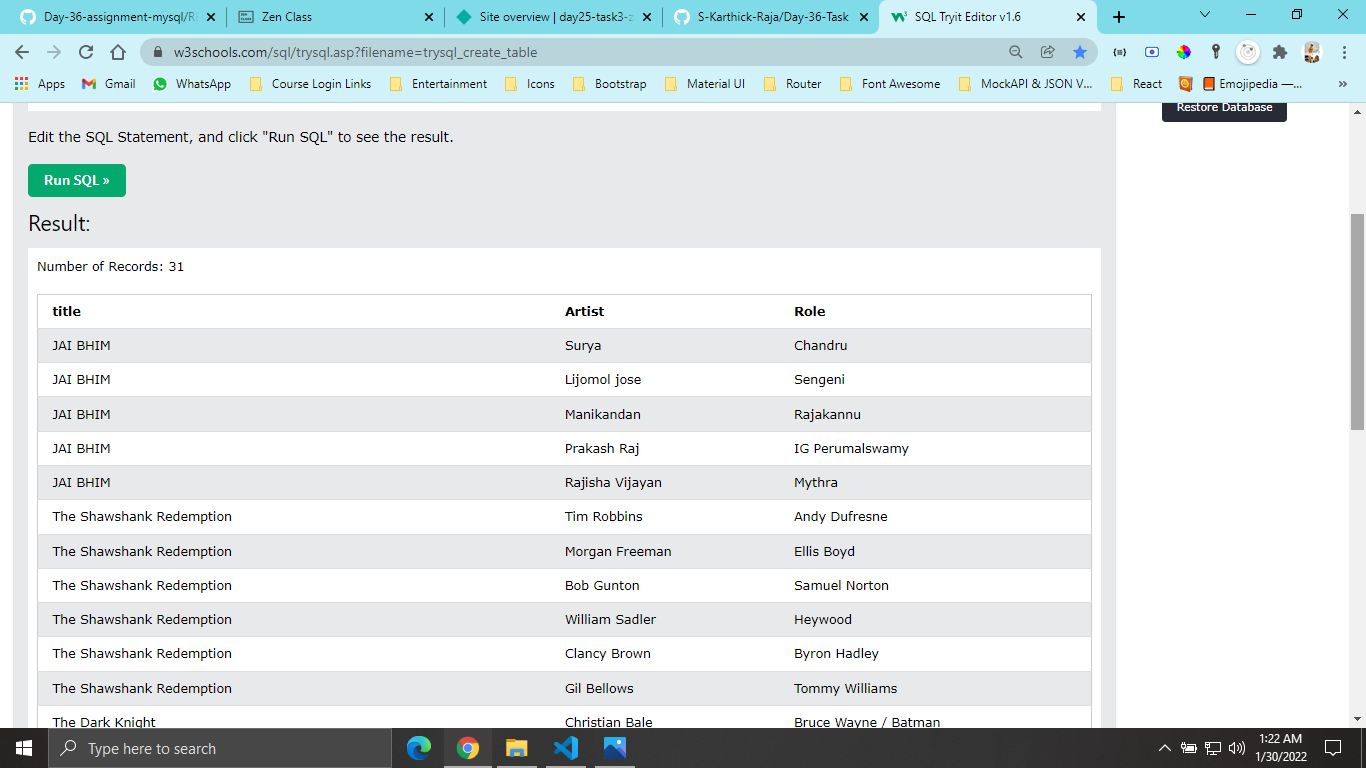 Day-36-assignment-mysql/RE
Zen Class
Site overview | day25-task3-z
S-Karthick-Raja/Day-36-Task
SQL Tryit Editor v1.6
w3schools.com/sql/trysql.asp?filename=trysql_create_table
Apps
Gmail
WhatsApp
Course Login Links
Entertainment
Icons
Bootstrap
Material UI
Router
Font Awesome
MockAPI & JSON V...
React
Emojipedia —...
»
Restore Database
Edit the SQL Statement, and click "Run SQL" to see the result.
Run SQL »
Result:
Number of Records: 31
title Artist Role
JAI BHIM Surya Chandru
JAI BHIM Lijomol jose Sengeni
JAI BHIM Manikandan Rajakannu
JAI BHIM Prakash Raj IG Perumalswamy
JAI BHIM Rajisha Vijayan Mythra
The Shawshank Redemption Tim Robbins Andy Dufresne
The Shawshank Redemption Morgan Freeman Ellis Boyd
The Shawshank Redemption Bob Gunton Samuel Norton
The Shawshank Redemption William Sadler Heywood
The Shawshank Redemption Clancy Brown Byron Hadley
The Shawshank Redemption Gil Bellows Tommy Williams
The Dark Knight Christian Bale Bruce Wayne / Batman
Type here to search
1:22 AM
1/30/2022